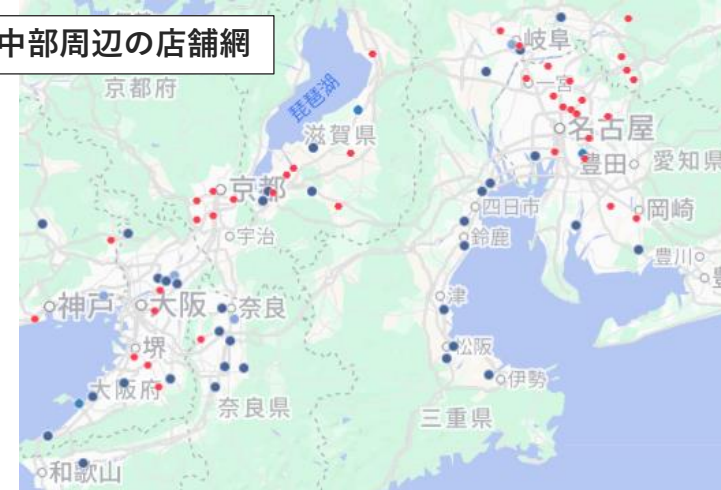 中部周辺の店舗網
岐阜
京都府
一宮
琵琶湖
滋賀県
名古屋
京都
豊田
愛知県
四日市
岡崎
宇治
鈴鹿
豊川
神戸
大阪
奈良
津
堺
松阪
大阪府
伊勢
奈良県
三重県
和歌山